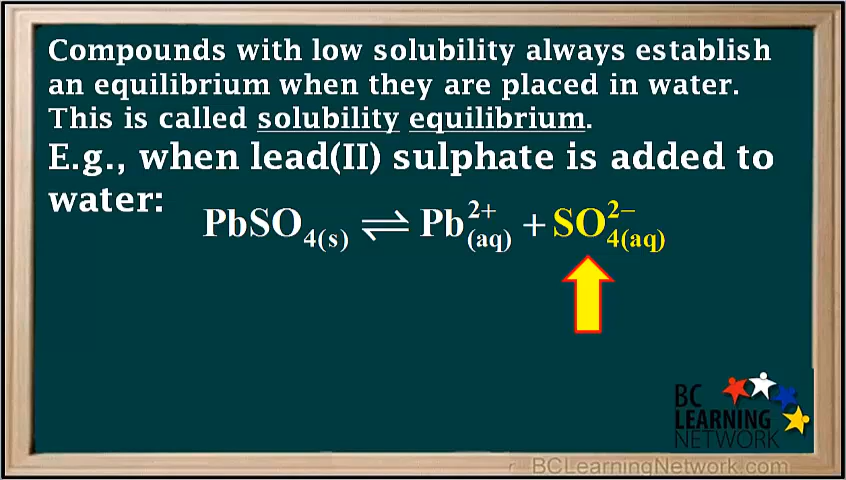 Compounds with low solubility always establish
an equilibrium when they are placed in water.
This is called solubility equilibrium.
E.g., when lead(II) sulphate is added to
water:
PbSO₄₍ₛ₎ ⇌ Pb²⁺(aq) + SO₄²⁻(aq)
BC
LEARNING
NETWORK
BCLearningNetwork.com